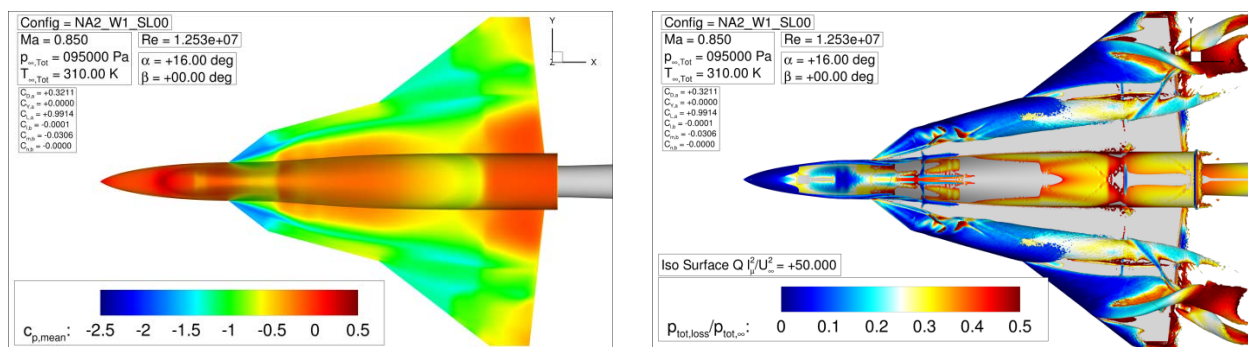 Config = NA2_W1_SL00
Ma = 0.850
Re = 1.253e+07
p∞,Tot = 095000 Pa
T∞,Tot = 310.00 K
α = +16.00 deg
β = +00.00 deg
C_D,a = +0.3211
C_Y,a = +0.0000
C_L,a = +0.9914
C_l,b = -0.0001
C_m,b = -0.0306
C_n,b = -0.0000
Y
Z X
c_p,mean: -2.5 -2 -1.5 -1 -0.5 0 0.5
Config = NA2_W1_SL00
Ma = 0.850
Re = 1.253e+07
p∞,Tot = 095000 Pa
T∞,Tot = 310.00 K
α = +16.00 deg
β = +00.00 deg
C_D,a = +0.3211
C_Y,a = +0.0000
C_L,a = +0.9914
C_l,b = -0.0001
C_m,b = -0.0306
C_n,b = -0.0000
Y
X
Iso Surface Q l_μ^2/U_∞^2 = +50.000
p_tot,loss/p_tot,∞: 0 0.1 0.2 0.3 0.4 0.5